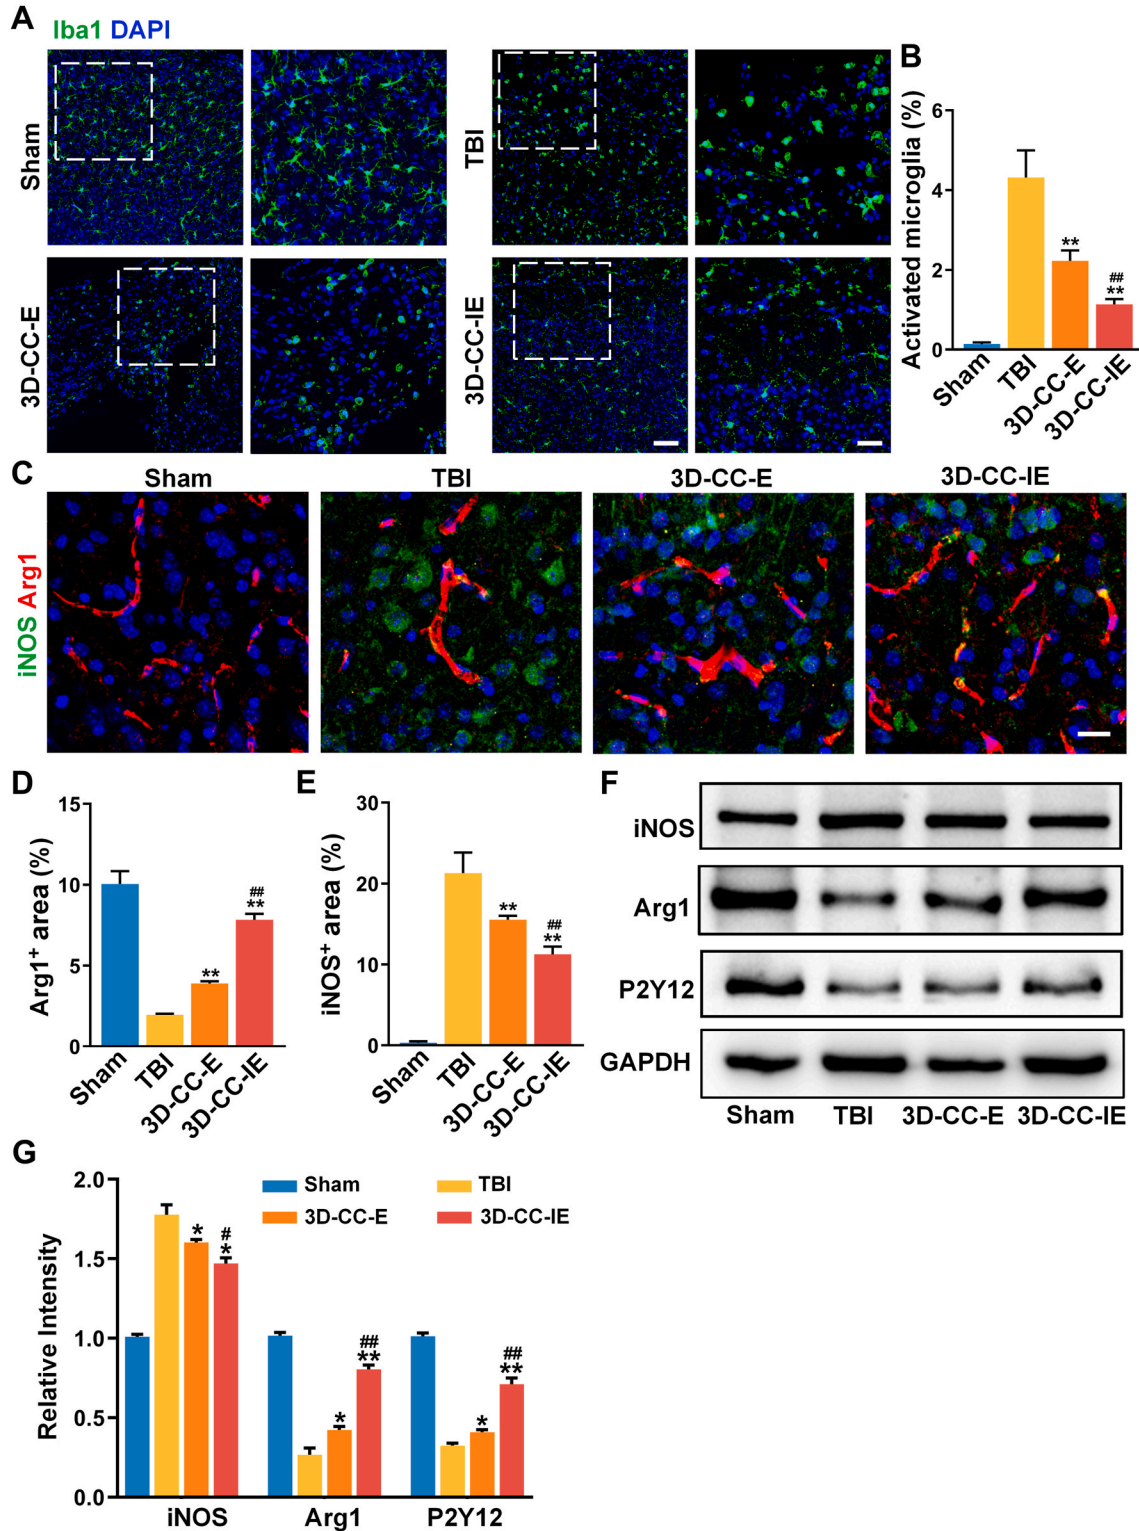 A
Iba1 DAPI
Sham
TBI
3D-CC-E
3D-CC-IE
B
Activated microglia (%)
6
4
2
0
**
##
**
Sham
TBI
3D-CC-E
3D-CC-IE
C
Sham
TBI
3D-CC-E
3D-CC-IE
iNOS Arg1
D
Arg1+ area (%)
15
10
5
0
**
##
**
Sham
TBI
3D-CC-E
3D-CC-IE
E
iNOS+ area (%)
30
20
10
0
**
##
**
Sham
TBI
3D-CC-E
3D-CC-IE
F
iNOS
Arg1
P2Y12
GAPDH
Sham TBI 3D-CC-E 3D-CC-IE
G
Relative Intensity
2.0
1.5
1.0
0.5
0.0
Sham
TBI
3D-CC-E
3D-CC-IE
*
#
*
*
##
**
*
##
**
iNOS Arg1 P2Y12